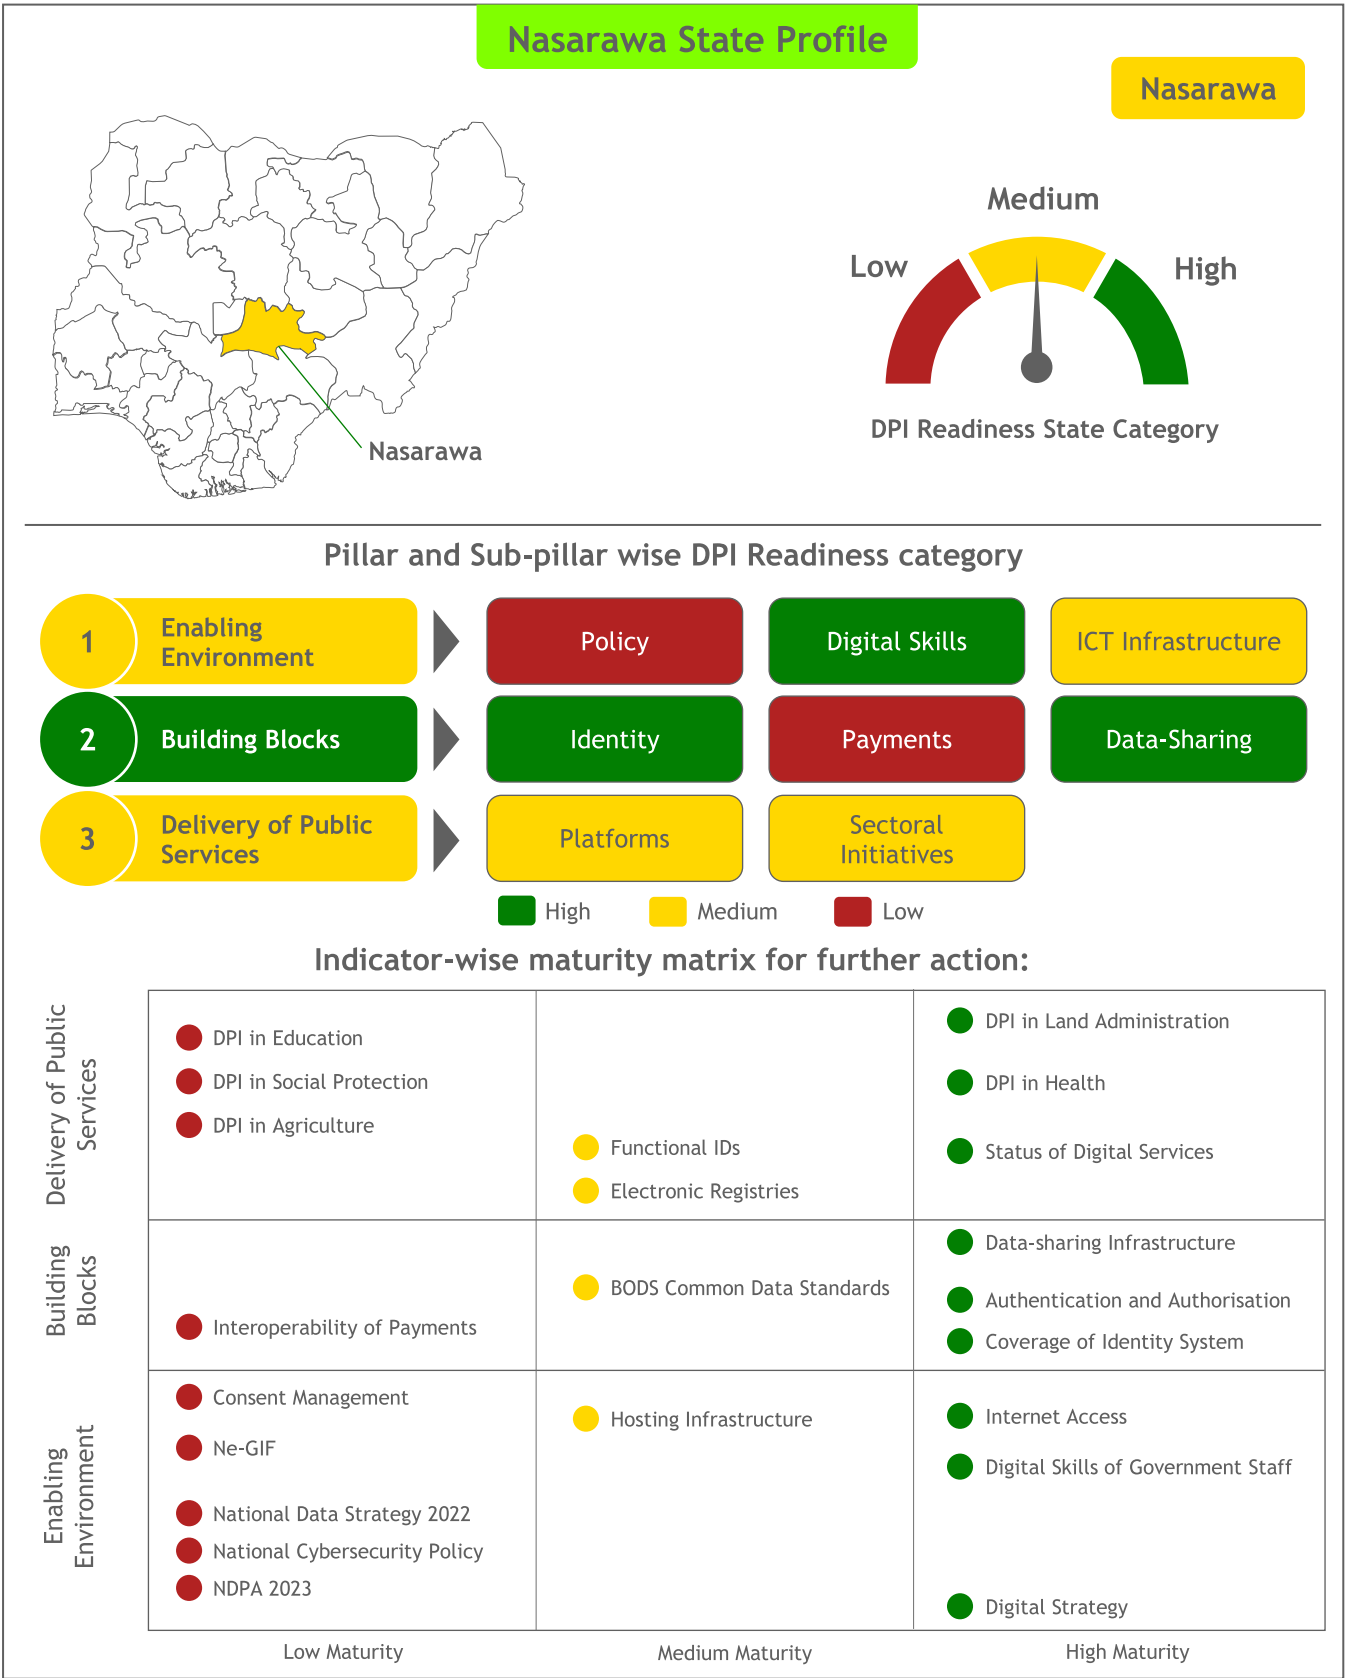 Nasarawa State Profile
Nasarawa
Medium
Low
High
DPI Readiness State Category
Nasarawa
Pillar and Sub-pillar wise DPI Readiness category
1
Enabling
Environment
Policy
Digital Skills
ICT Infrastructure
2
Building Blocks
Identity
Payments
Data-Sharing
3
Delivery of Public
Services
Platforms
Sectoral
Initiatives
High
Medium
Low
Indicator-wise maturity matrix for further action:
Delivery of Public
Services
DPI in Education
DPI in Social Protection
DPI in Agriculture
Functional IDs
Electronic Registries
DPI in Land Administration
DPI in Health
Status of Digital Services
Building
Blocks
Interoperability of Payments
BODS Common Data Standards
Data-sharing Infrastructure
Authentication and Authorisation
Coverage of Identity System
Enabling
Environment
Consent Management
Ne-GIF
National Data Strategy 2022
National Cybersecurity Policy
NDPA 2023
Hosting Infrastructure
Internet Access
Digital Skills of Government Staff
Digital Strategy
Low Maturity
Medium Maturity
High Maturity